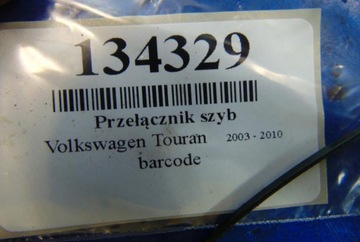 134329
Przełącznik szyb
Volkswagen Touran 2003 - 2010
barcode